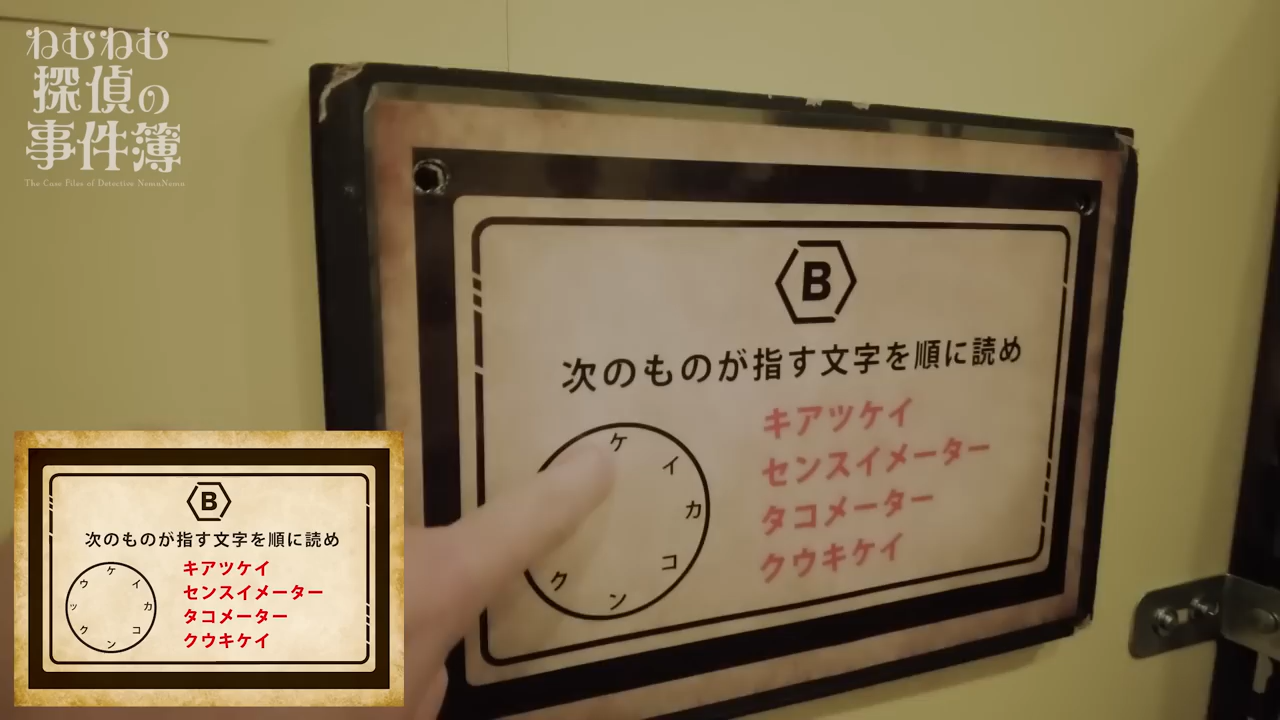 ねむねむ
探偵の
事件簿
The Case Files of Detective NemuNemu
B
次のものが指す文字を順に読め
ケ
イ
カ
コ
ン
ク
キアツケイ
センスイメーター
タコメーター
クウキケイ
B
次のものが指す文字を順に読め
ケ
イ
カ
コ
ン
ク
ッ
ウ
キアツケイ
センスイメーター
タコメーター
クウキケイ